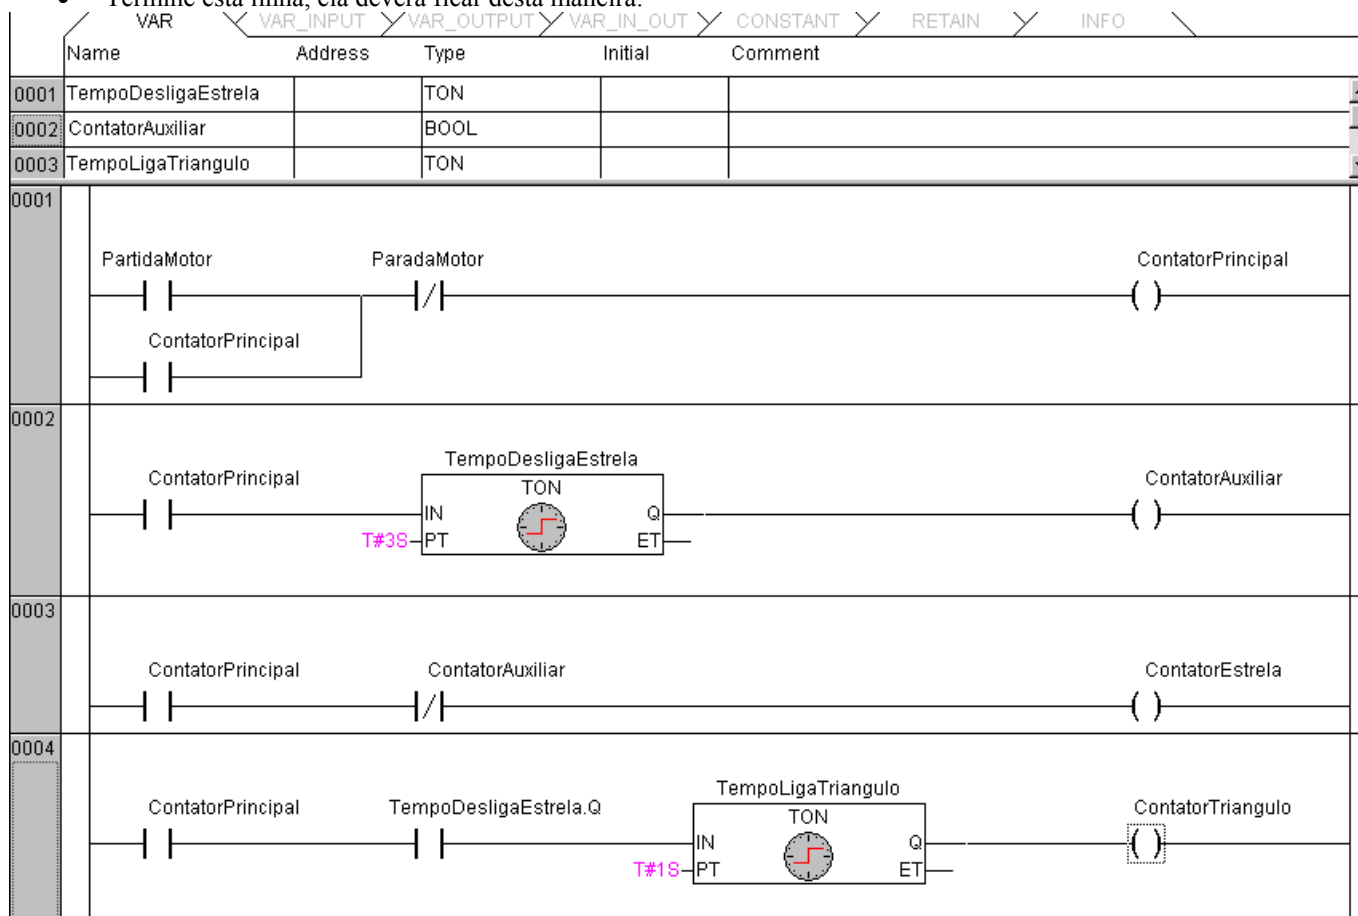 Termine esta linha, ela deverá ficar desta maneira:
VAR VAR_INPUT VAR_OUTPUT VAR_IN_OUT CONSTANT RETAIN INFO
Name Address Type Initial Comment
0001 TempoDesligaEstrela TON
0002 ContatorAuxiliar BOOL
0003 TempoLigaTriangulo TON
0001
PartidaMotor ParadaMotor ContatorPrincipal
ContatorPrincipal
0002
TempoDesligaEstrela
ContatorPrincipal TON ContatorAuxiliar
IN Q
T#3S PT ET
0003
ContatorPrincipal ContatorAuxiliar ContatorEstrela
0004
TempoLigaTriangulo
ContatorPrincipal TempoDesligaEstrela.Q TON ContatorTriangulo
IN Q
T#1S PT ET